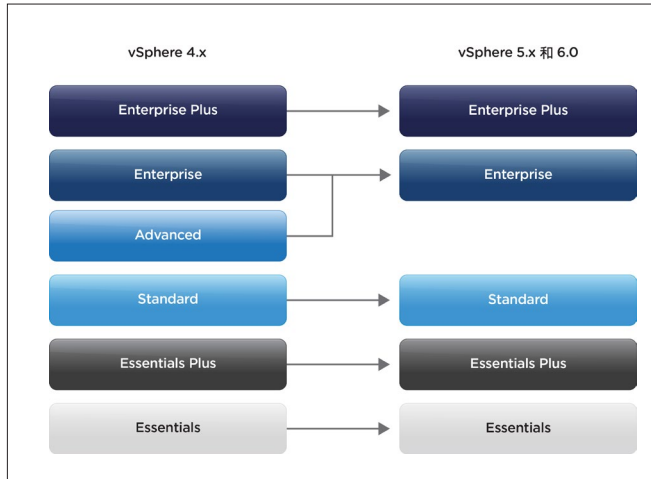 vSphere 4.x
vSphere 5.x 和 6.0
Enterprise Plus
Enterprise Plus
Enterprise
Enterprise
Advanced
Standard
Standard
Essentials Plus
Essentials Plus
Essentials
Essentials